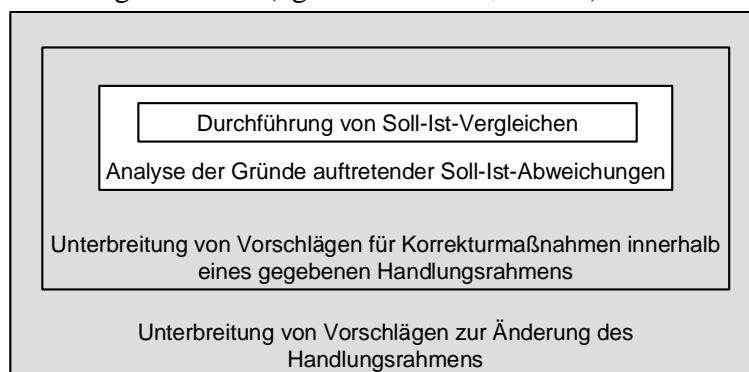 Durchführung von Soll-Ist-Vergleichen
Analyse der Gründe auftretender Soll-Ist-Abweichungen
Unterbreitung von Vorschlägen für Korrekturmaßnahmen innerhalb
eines gegebenen Handlungsrahmens
Unterbreitung von Vorschlägen zur Änderung des
Handlungsrahmens